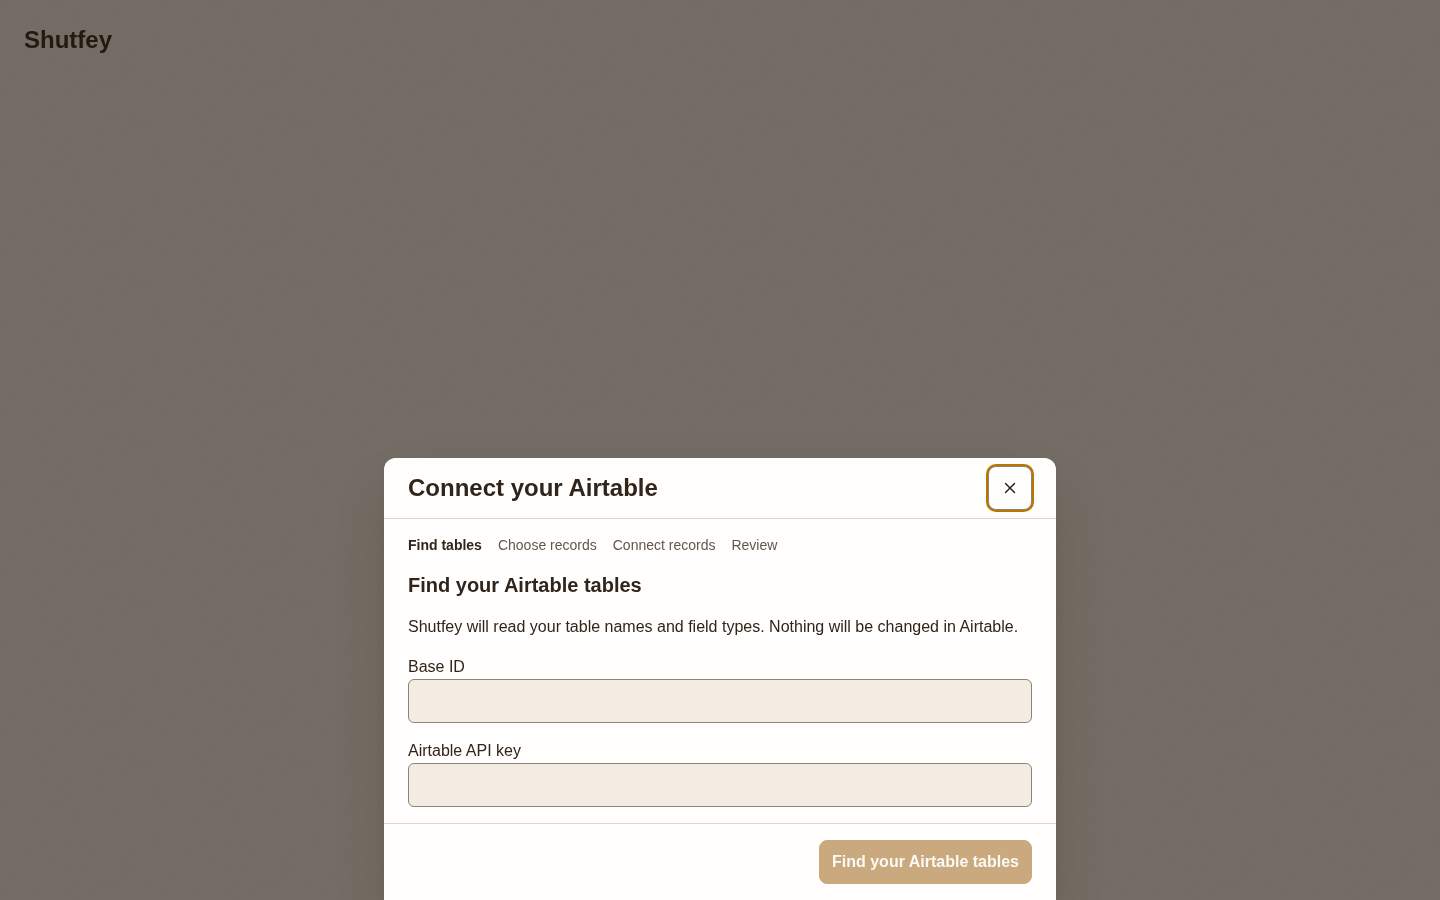 Shutfey
Connect your Airtable
Find tables Choose records Connect records Review
Find your Airtable tables
Shutfey will read your table names and field types. Nothing will be changed in Airtable.
Base ID
Airtable API key
Find your Airtable tables